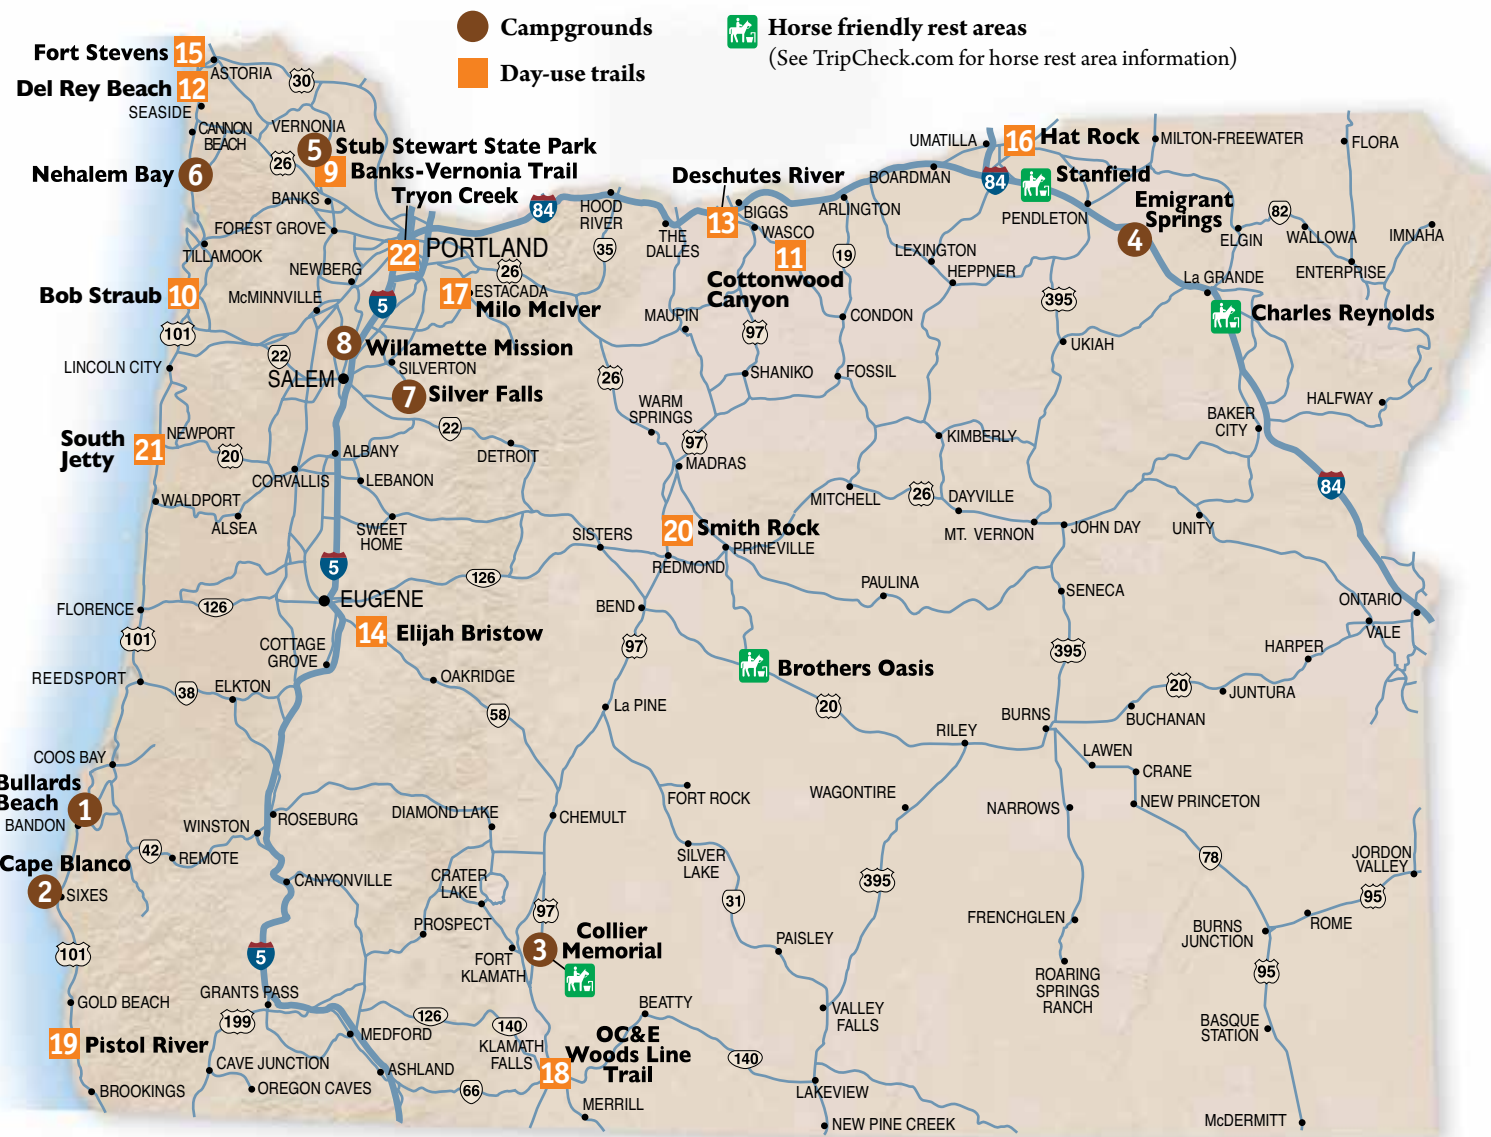 Campgrounds
Day-use trails
Horse friendly rest areas
(See TripCheck.com for horse rest area information)
Fort Stevens 15
ASTORIA
30
Del Rey Beach 12
SEASIDE
CANNON
BEACH
VERNONIA
5 Stub Stewart State Park
26
9 Banks-Vernonia Trail
Nehalem Bay 6
Tryon Creek
BANKS
84
HOOD
RIVER
35
FOREST GROVE
TILLAMOOK
22 PORTLAND
26
NEWBERG
Bob Straub 10
McMINNVILLE
5
17 ESTACADA
Milo McIver
101
8 Willamette Mission
22
LINCOLN CITY
SALEM
SILVERTON
7 Silver Falls
22
DETROIT
South
Jetty
21
NEWPORT
20
ALBANY
CORVALLIS
LEBANON
WALDPORT
ALSEA
SWEET
HOME
5
126
FLORENCE
126
EUGENE
14 Elijah Bristow
101
COTTAGE
GROVE
REEDSPORT
38
ELKTON
OAKRIDGE
58
COOS BAY
Bullards
Beach 1
BANDON
WINSTON
ROSEBURG
DIAMOND LAKE
42
REMOTE
Cape Blanco
2
SIXES
CANYONVILLE
CRATER
LAKE
PROSPECT
101
5
FORT
KLAMATH
97
3
Collier
Memorial
GOLD BEACH
GRANTS PASS
199
126
140
KLAMATH
FALLS
19 Pistol River
MEDFORD
CAVE JUNCTION
ASHLAND
OREGON CAVES
66
BROOKINGS
18
OC&E
Woods Line
Trail
MERRILL
BEATTY
140
Deschutes River
13
BIGGS
WASCO
THE
DALLES
11
Cottonwood
Canyon
ARLINGTON
19
BOARDMAN
UMATILLA
16 Hat Rock
84
Stanfield
PENDLETON
MILTON-FREEWATER
FLORA
Emigrant
Springs
4
ELGIN
82
WALLOWA
IMNAHA
ENTERPRISE
LEXINGTON
HEPPNER
La GRANDE
Charles Reynolds
395
UKIAH
MAUPIN
97
CONDON
SHANIKO
FOSSIL
26
WARM
SPRINGS
97
MADRAS
KIMBERLY
BAKER
CITY
HALFWAY
84
MITCHELL
26
DAYVILLE
MT. VERNON
JOHN DAY
UNITY
SISTERS
20 Smith Rock
PRINEVILLE
REDMOND
PAULINA
SENECA
BEND
97
Brothers Oasis
395
ONTARIO
VALE
HARPER
20
JUNTURA
La PINE
20
RILEY
BURNS
BUCHANAN
LAWEN
CRANE
NEW PRINCETON
FORT ROCK
WAGONTIRE
NARROWS
CHEMULT
SILVER
LAKE
31
395
78
JORDON
VALLEY
95
ROME
FRENCHGLEN
BURNS
JUNCTION
PAISLEY
95
ROARING
SPRINGS
RANCH
VALLEY
FALLS
BASQUE
STATION
LAKEVIEW
NEW PINE CREEK
McDERMITT